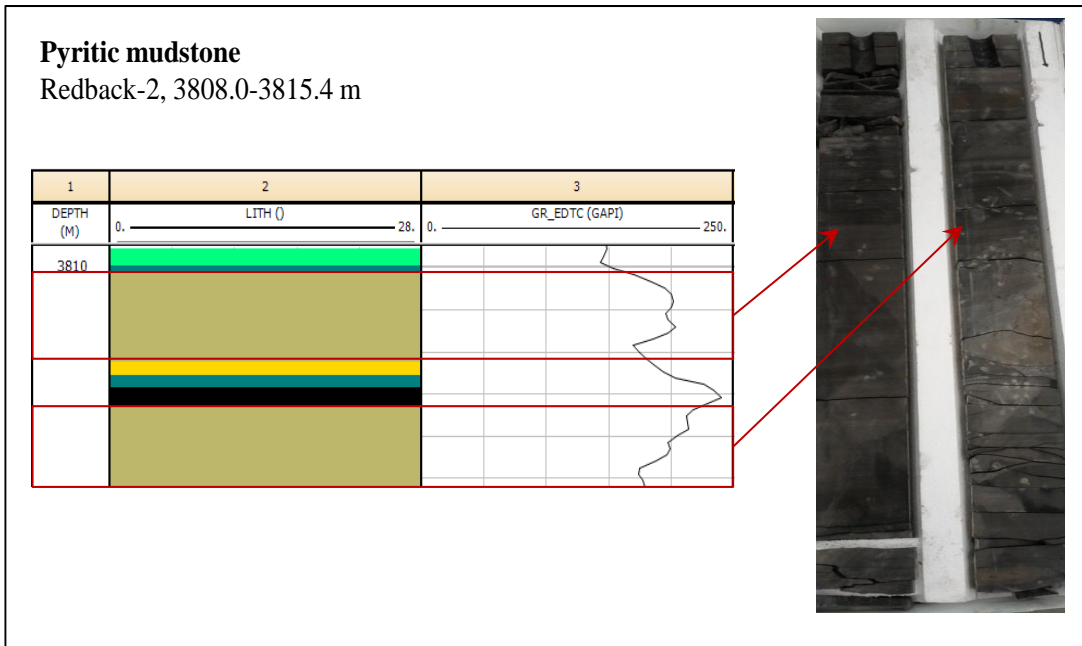 Pyritic mudstone
Redback-2, 3808.0-3815.4 m
1 2 3
DEPTH (M) 0. LITH () 28. 0. GR_EDTC (GAPI) 250.
3810